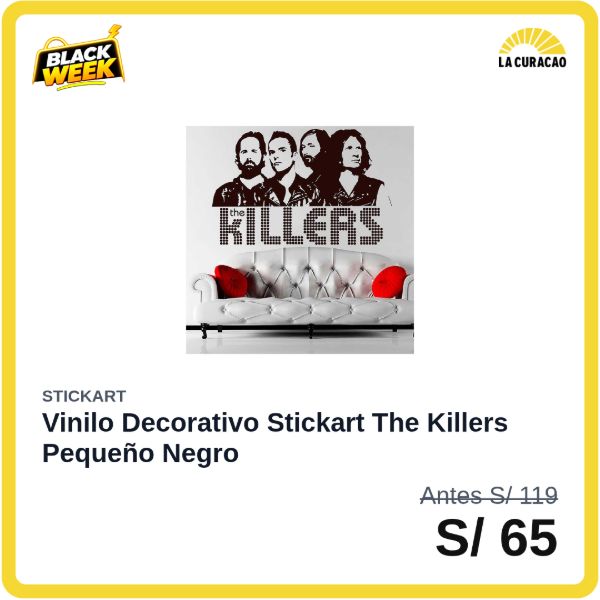 BLACK
WEEK
LA CURACAO
the
KILLERS
STICKART
Vinilo Decorativo Stickart The Killers
Pequeño Negro
Antes S/ 119
S/ 65